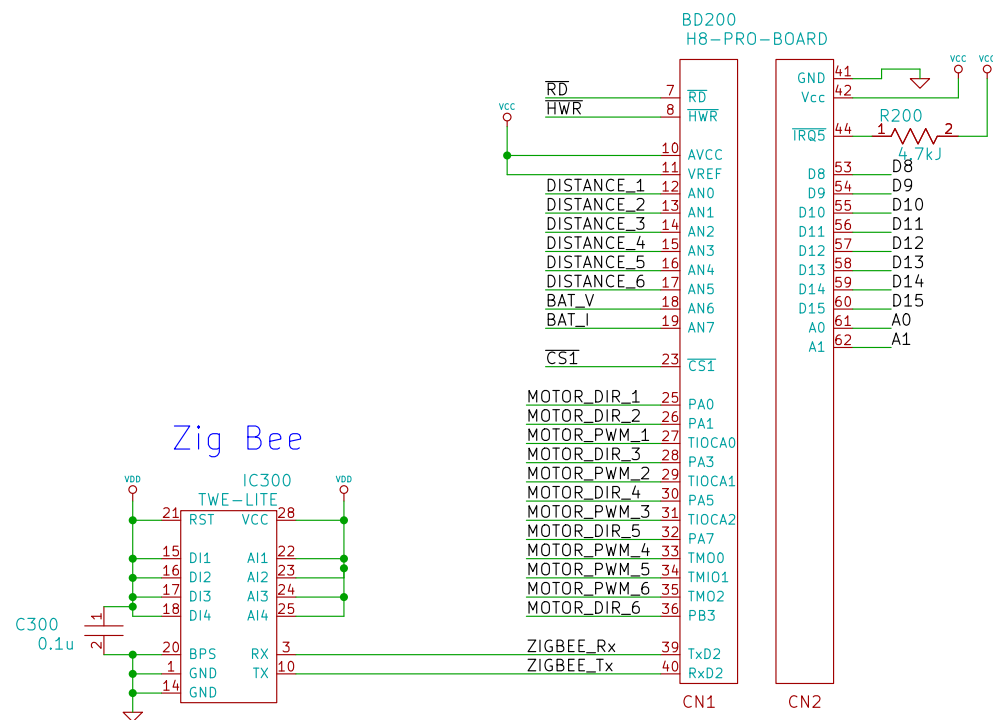 BD200
H8-PRO-BOARD
VCC
RD 7 RD
HWR 8 HWR
10 AVCC
11 VREF
DISTANCE_1 12 AN0
DISTANCE_2 13 AN1
DISTANCE_3 14 AN2
DISTANCE_4 15 AN3
DISTANCE_5 16 AN4
DISTANCE_6 17 AN5
BAT_V 18 AN6
BAT_I 19 AN7
CS1 23 CS1
MOTOR_DIR_1 25 PA0
MOTOR_DIR_2 26 PA1
MOTOR_PWM_1 27 TIOCA0
MOTOR_DIR_3 28 PA3
MOTOR_PWM_2 29 TIOCA1
MOTOR_DIR_4 30 PA5
MOTOR_PWM_3 31 TIOCA2
MOTOR_DIR_5 32 PA7
MOTOR_PWM_4 33 TMO0
MOTOR_PWM_5 34 TMIO1
MOTOR_PWM_6 35 TMO2
MOTOR_DIR_6 36 PB3
ZIGBEE_Rx 39 TxD2
ZIGBEE_Tx 40 RxD2
CN1
VCC VCC
GND 41
Vcc 42
IRQ5 44
R200
1 2
4.7kJ
D8 53 D8
D9 54 D9
D10 55 D10
D11 56 D11
D12 57 D12
D13 58 D13
D14 59 D14
D15 60 D15
A0 61 A0
A1 62 A1
CN2
Zig Bee
VDD VDD
IC300
TWE-LITE
21 RST VCC 28
15 DI1 AI1 22
16 DI2 AI2 23
17 DI3 AI3 24
18 DI4 AI4 25
20 BPS RX 3
1 GND TX 10
14 GND
C300
0.1u
1
2